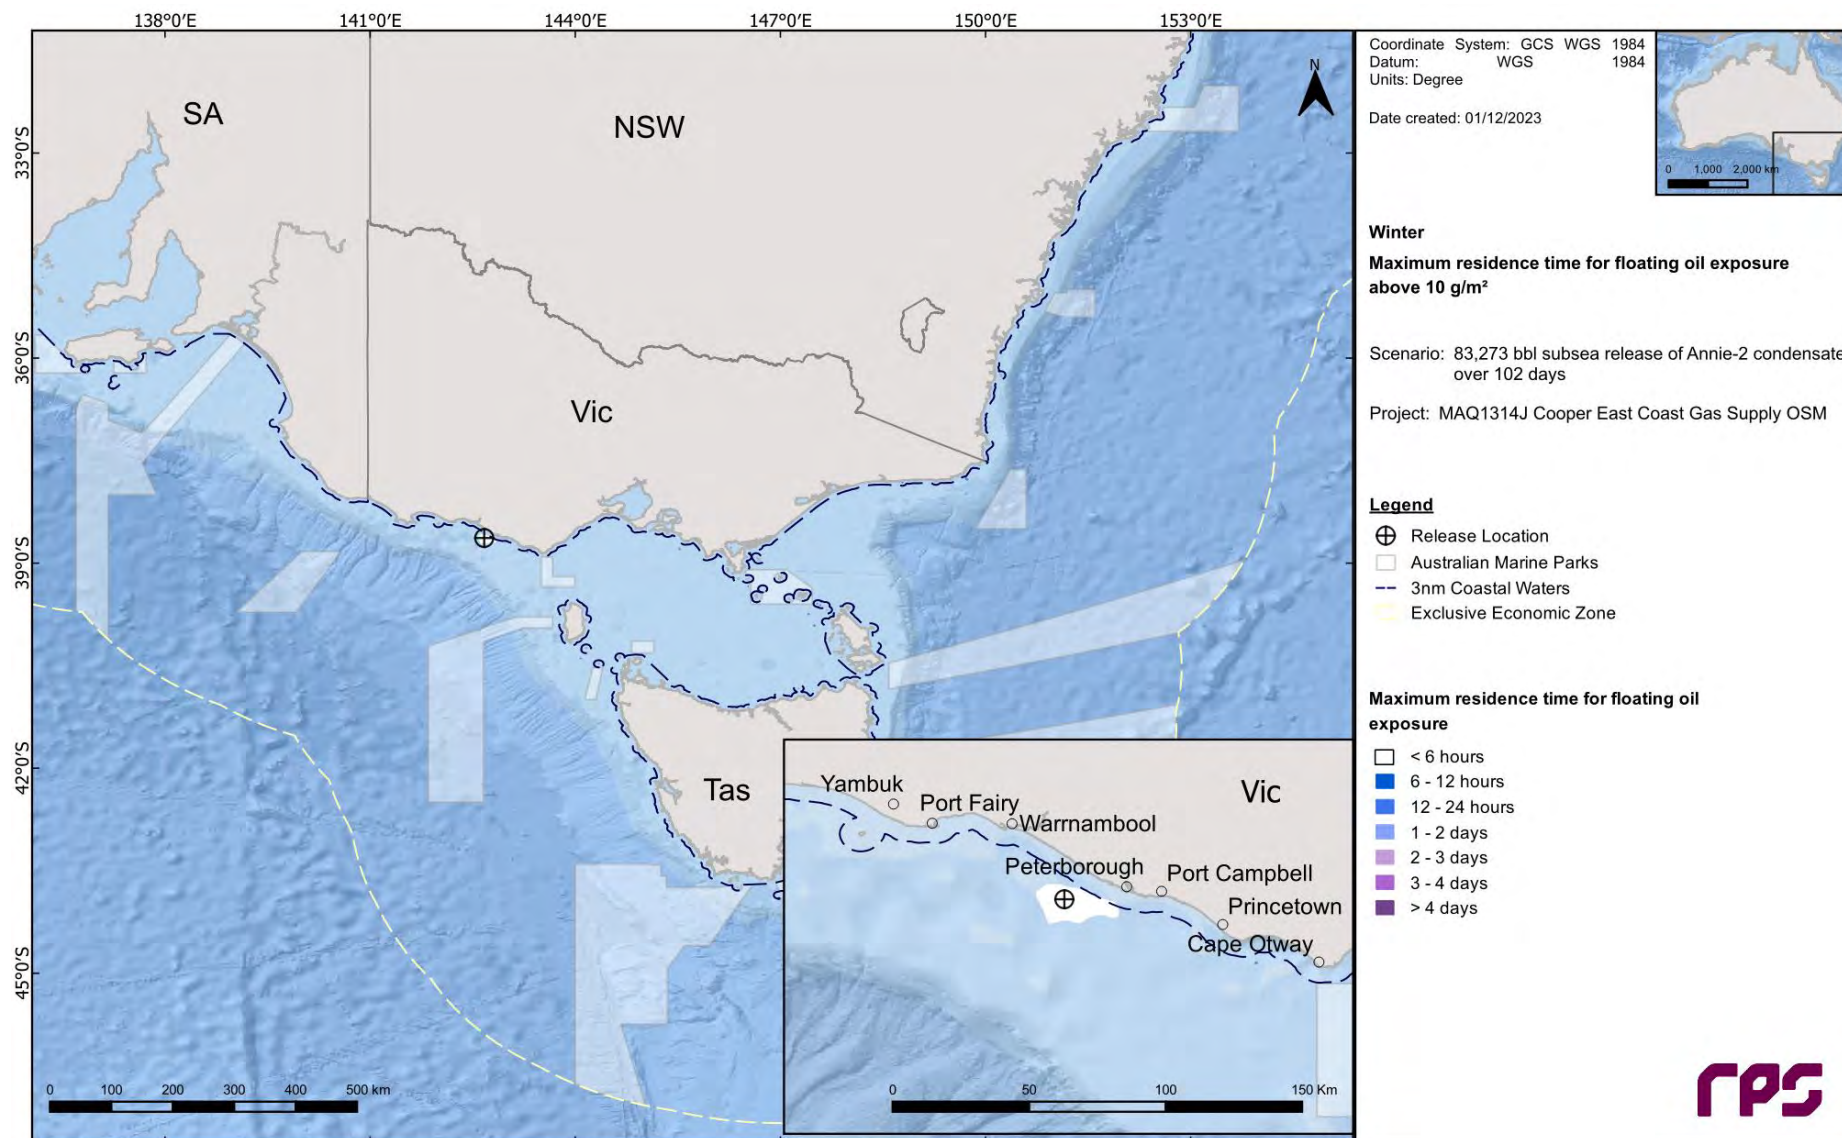 138°0'E 141°0'E 144°0'E 147°0'E 150°0'E 153°0'E
33°0'S
36°0'S
39°0'S
42°0'S
45°0'S
SA
NSW
Vic
Tas
0 100 200 300 400 500 km
Yambuk
Port Fairy
Warrnambool
Peterborough
Port Campbell
Princetown
Cape Otway
Vic
0 50 100 150 Km
Coordinate System: GCS WGS 1984
Datum: WGS 1984
Units: Degree
Date created: 01/12/2023
N
0 1,000 2,000 km
Winter
Maximum residence time for floating oil exposure
above 10 g/m²
Scenario: 83,273 bbl subsea release of Annie-2 condensate
over 102 days
Project: MAQ1314J Cooper East Coast Gas Supply OSM
Legend
Release Location
Australian Marine Parks
3nm Coastal Waters
Exclusive Economic Zone
Maximum residence time for floating oil
exposure
< 6 hours
6 - 12 hours
12 - 24 hours
1 - 2 days
2 - 3 days
3 - 4 days
> 4 days
rps